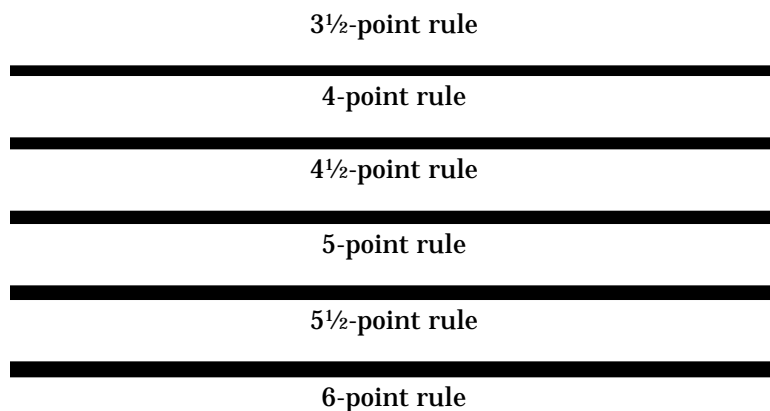 3½-point rule
4-point rule
4½-point rule
5-point rule
5½-point rule
6-point rule